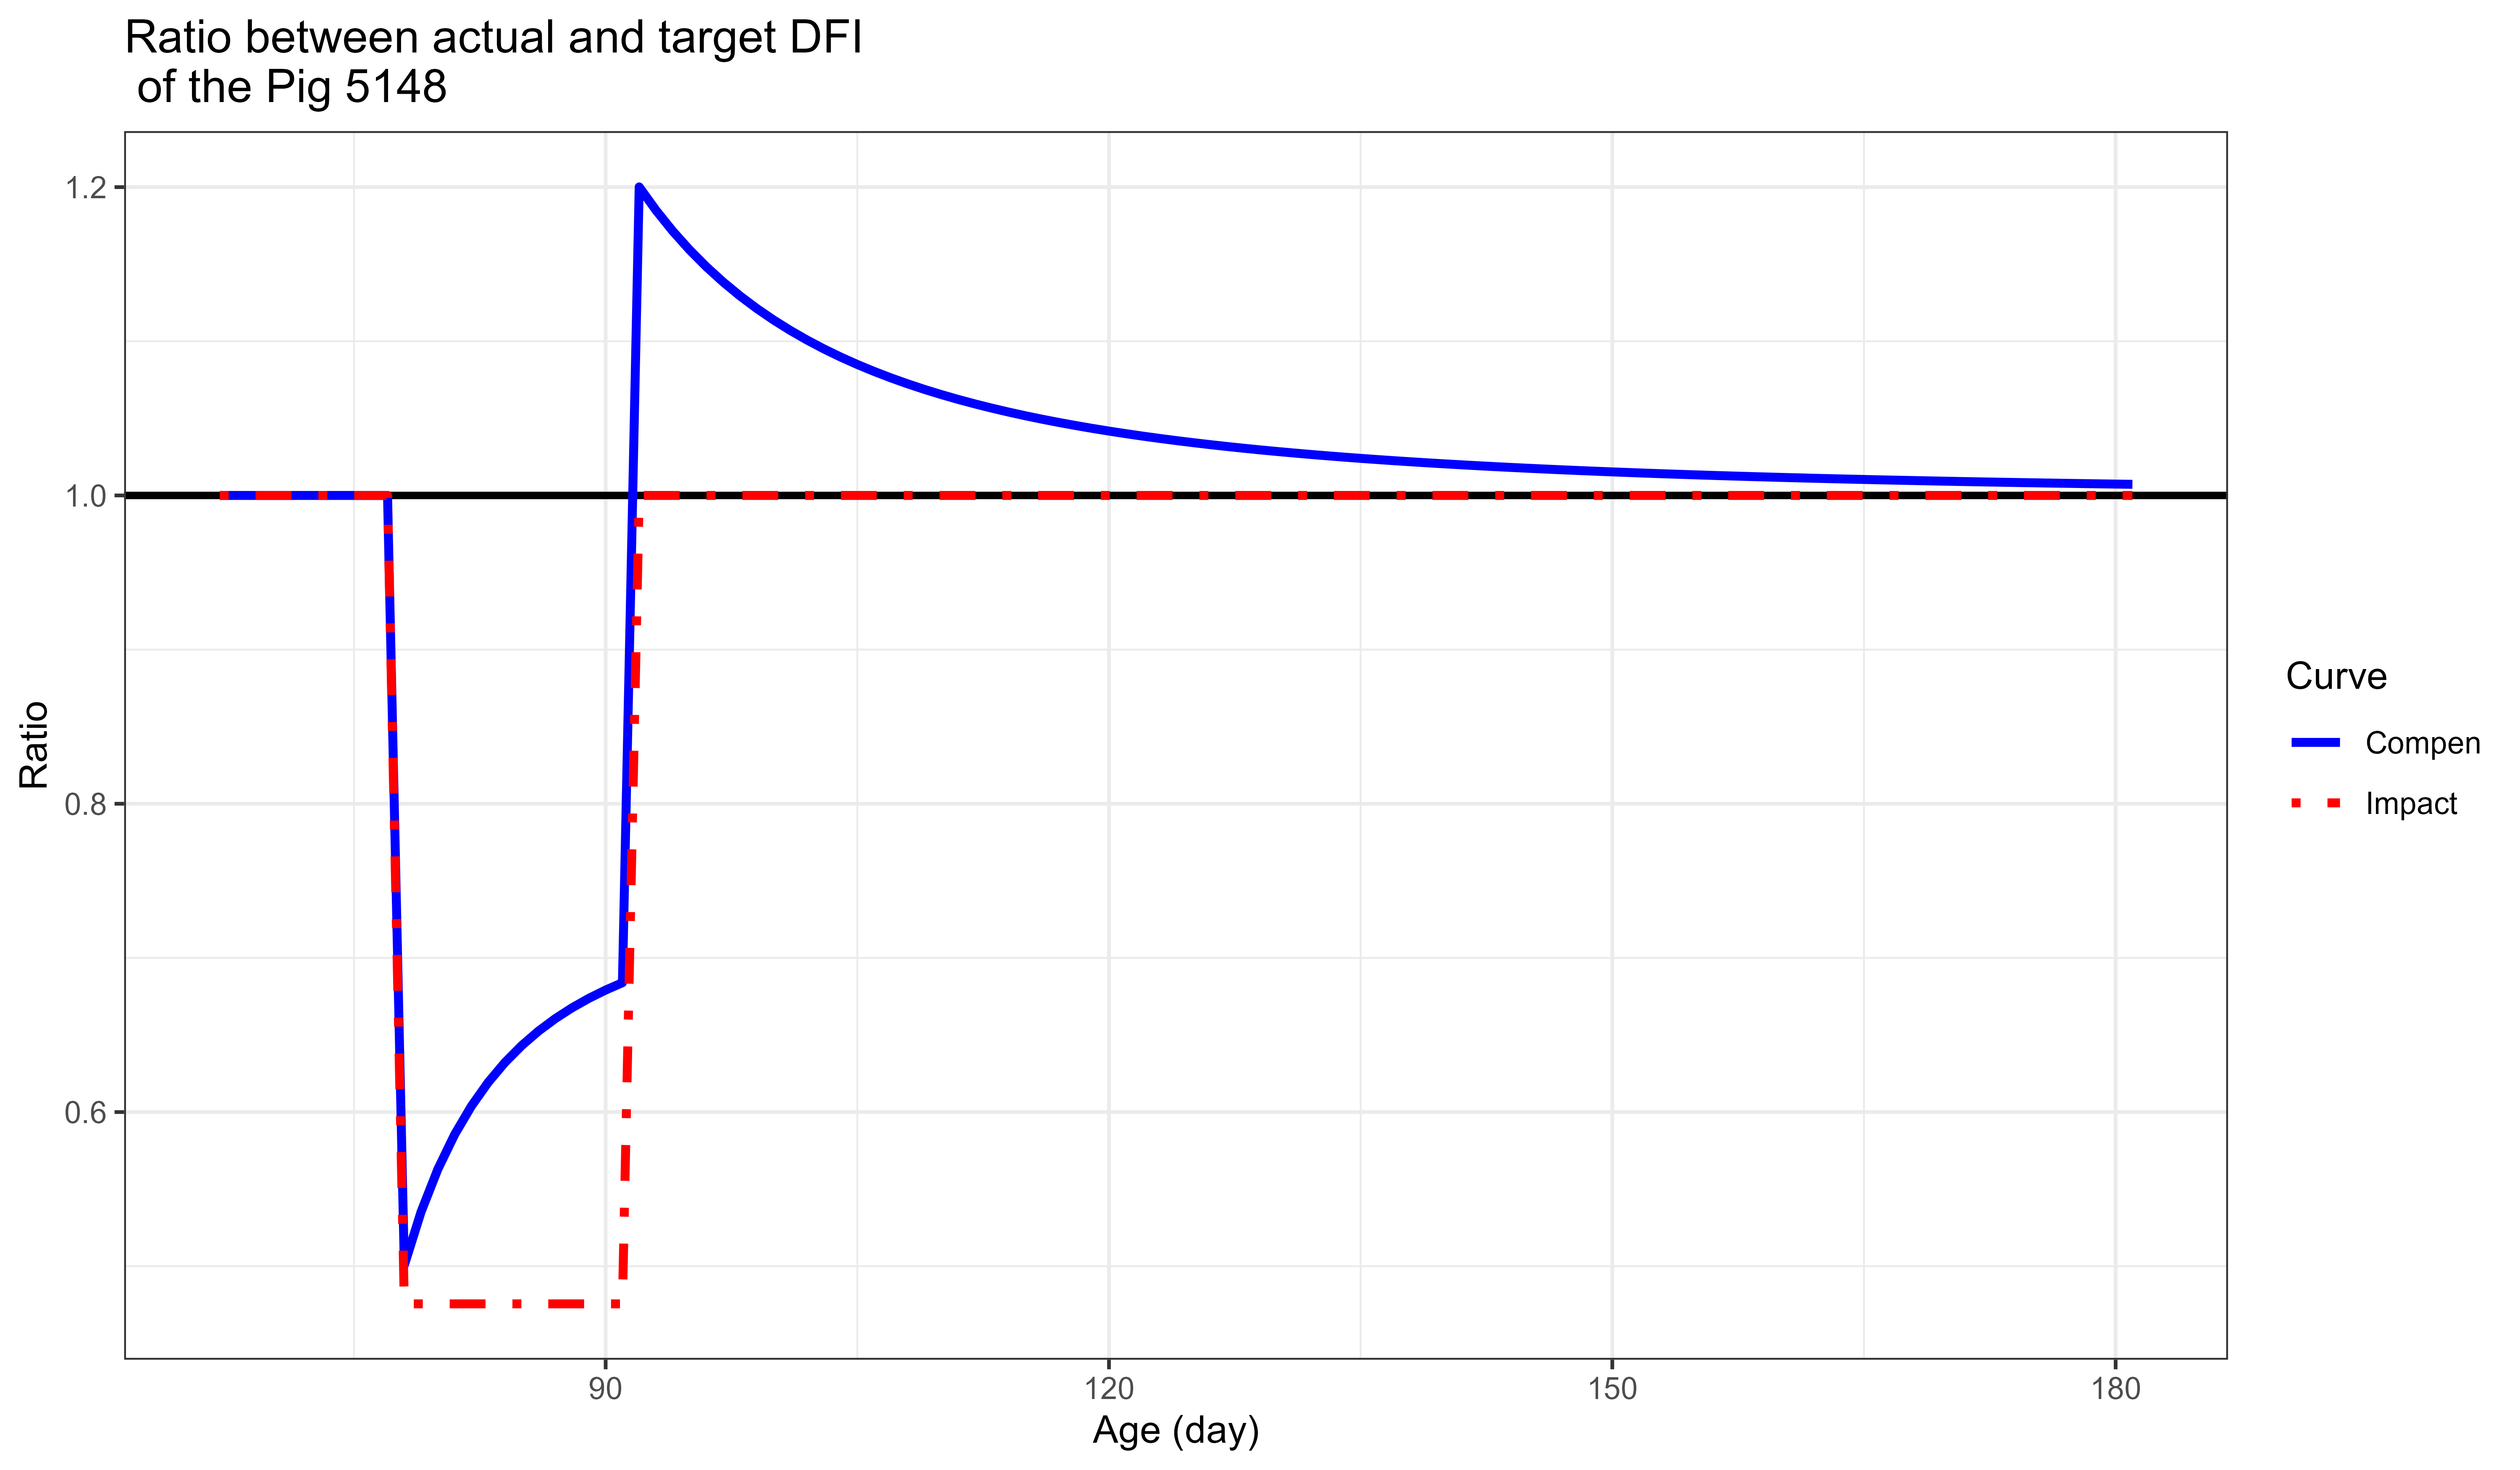 Ratio between actual and target DFI
of the Pig 5148
1.2
1.0
0.8
0.6
Ratio
90
120
150
180
Age (day)
Curve
Compen
Impact